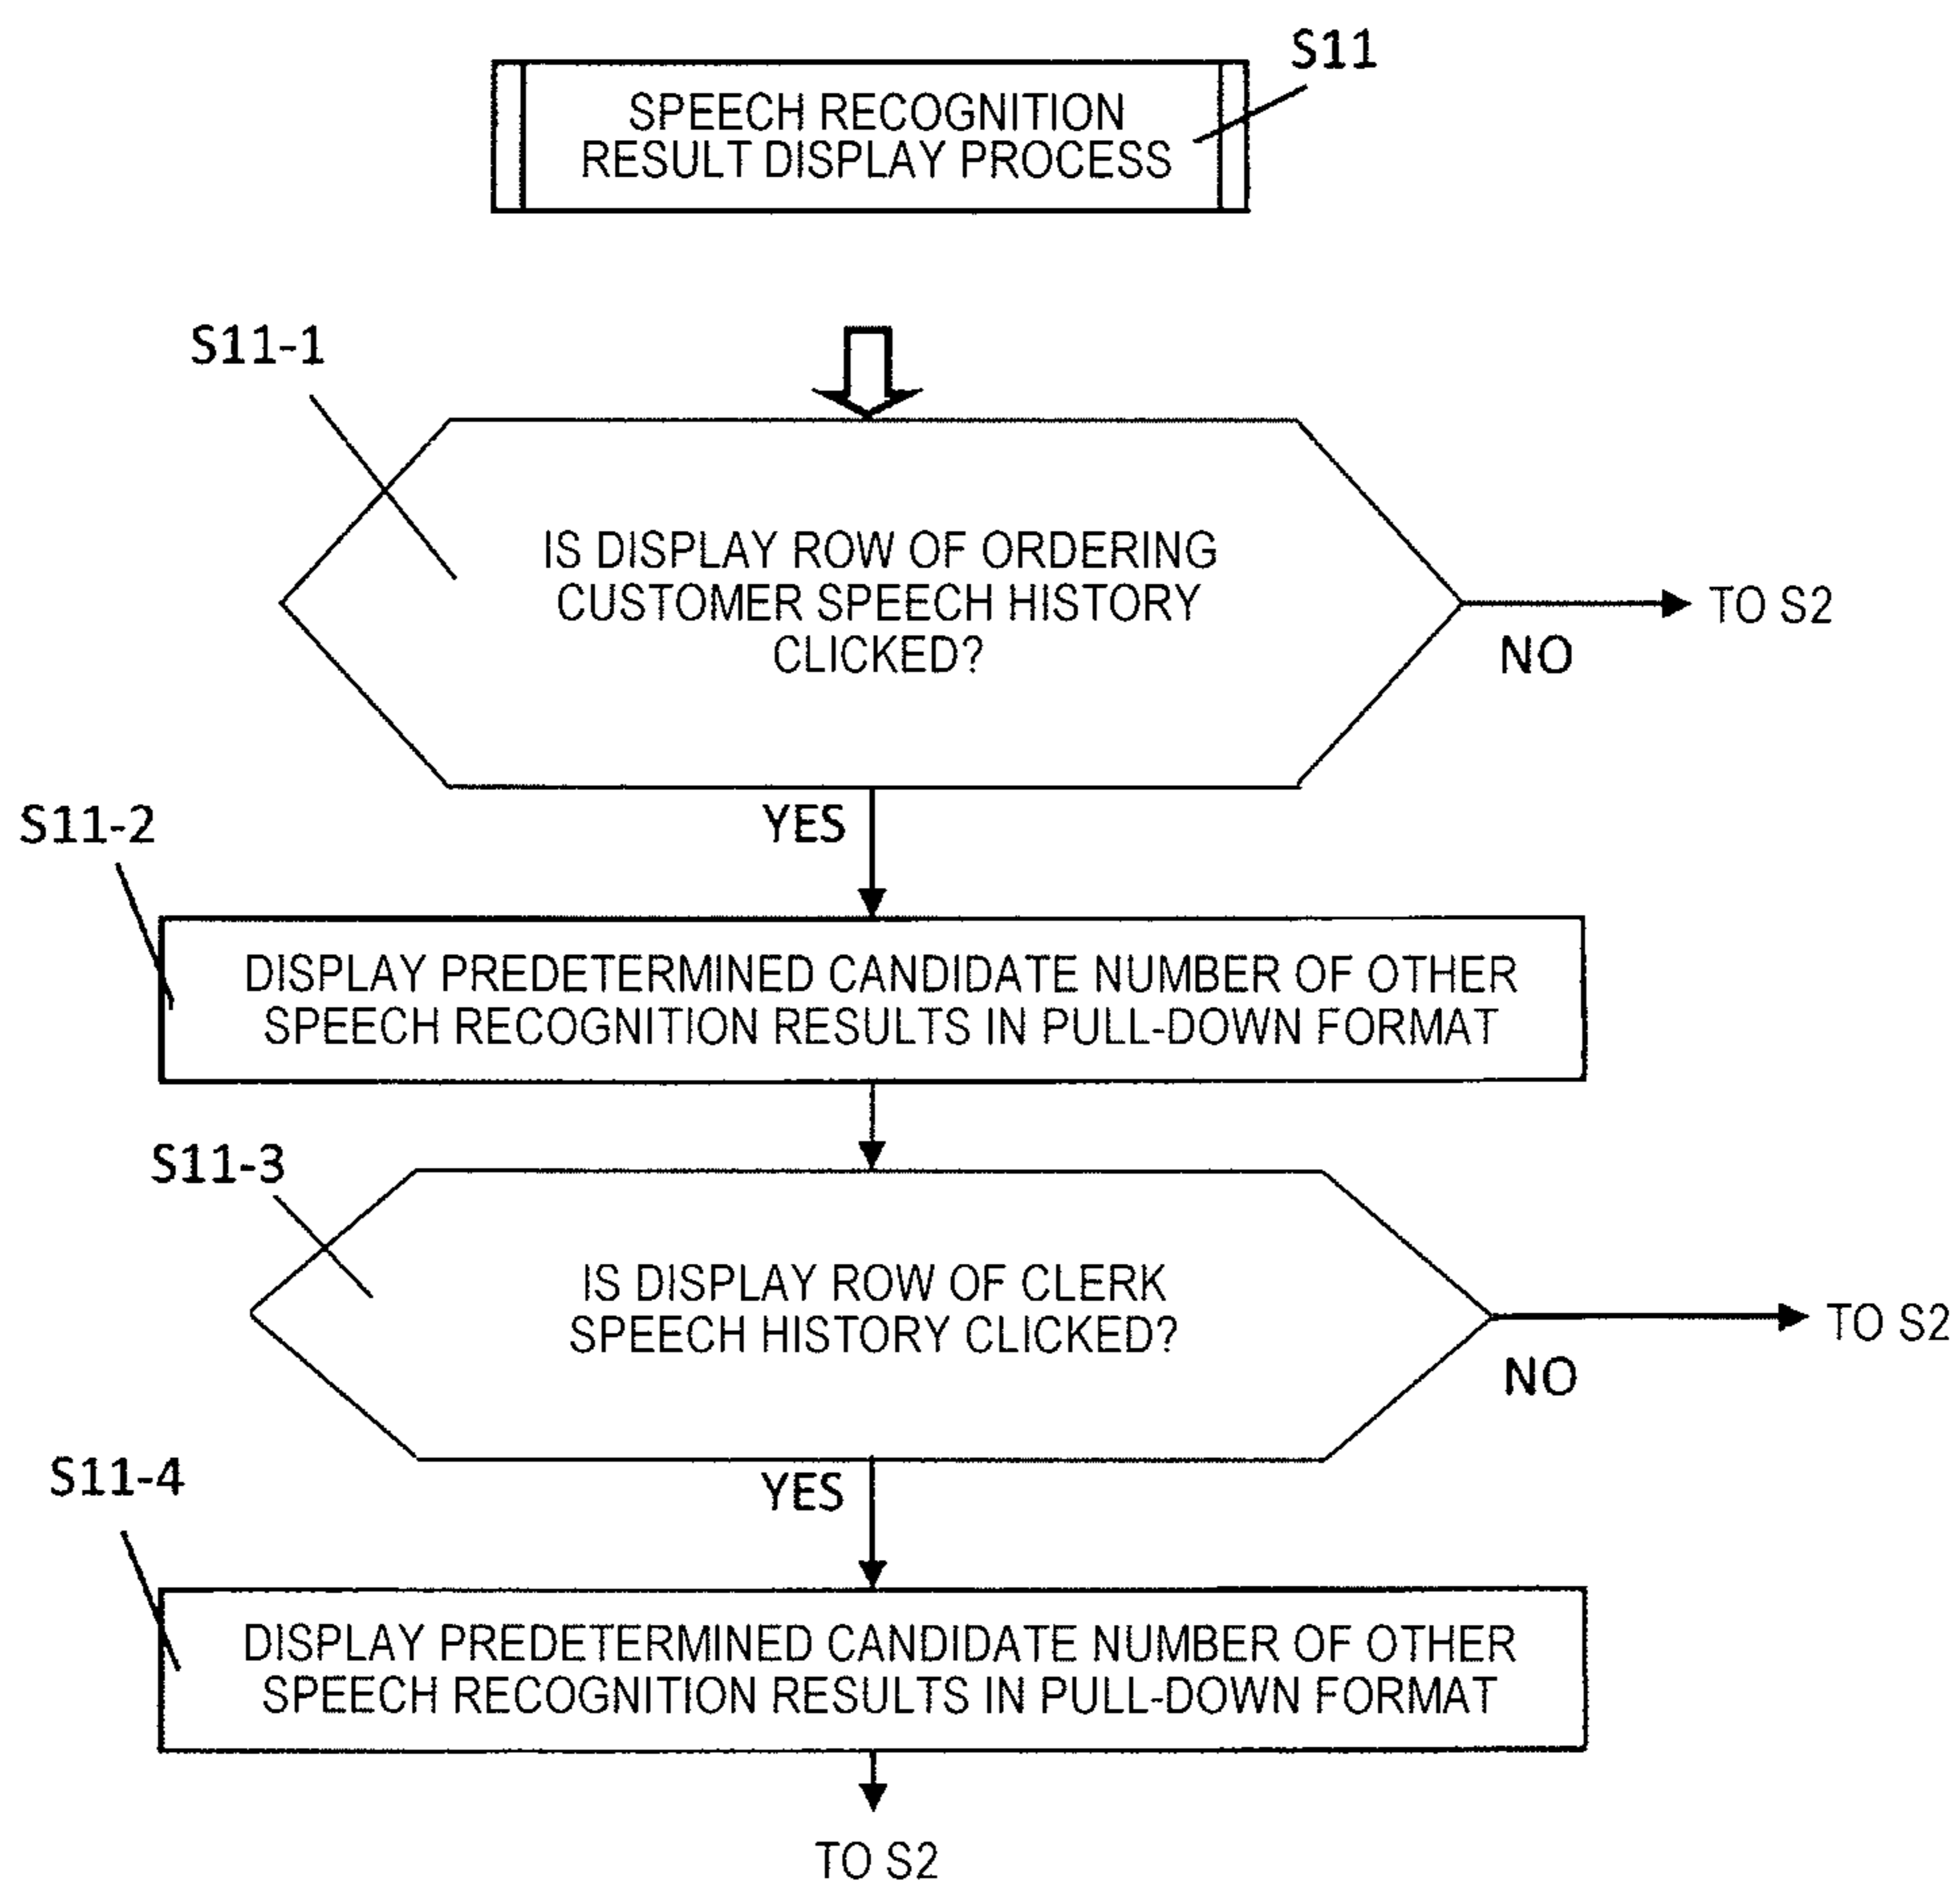 S11
SPEECH RECOGNITION
RESULT DISPLAY PROCESS
S11-1
IS DISPLAY ROW OF ORDERING
CUSTOMER SPEECH HISTORY
CLICKED?
TO S2
NO
YES
S11-2
DISPLAY PREDETERMINED CANDIDATE NUMBER OF OTHER
SPEECH RECOGNITION RESULTS IN PULL-DOWN FORMAT
S11-3
IS DISPLAY ROW OF CLERK
SPEECH HISTORY CLICKED?
TO S2
NO
YES
S11-4
DISPLAY PREDETERMINED CANDIDATE NUMBER OF OTHER
SPEECH RECOGNITION RESULTS IN PULL-DOWN FORMAT
TO S2